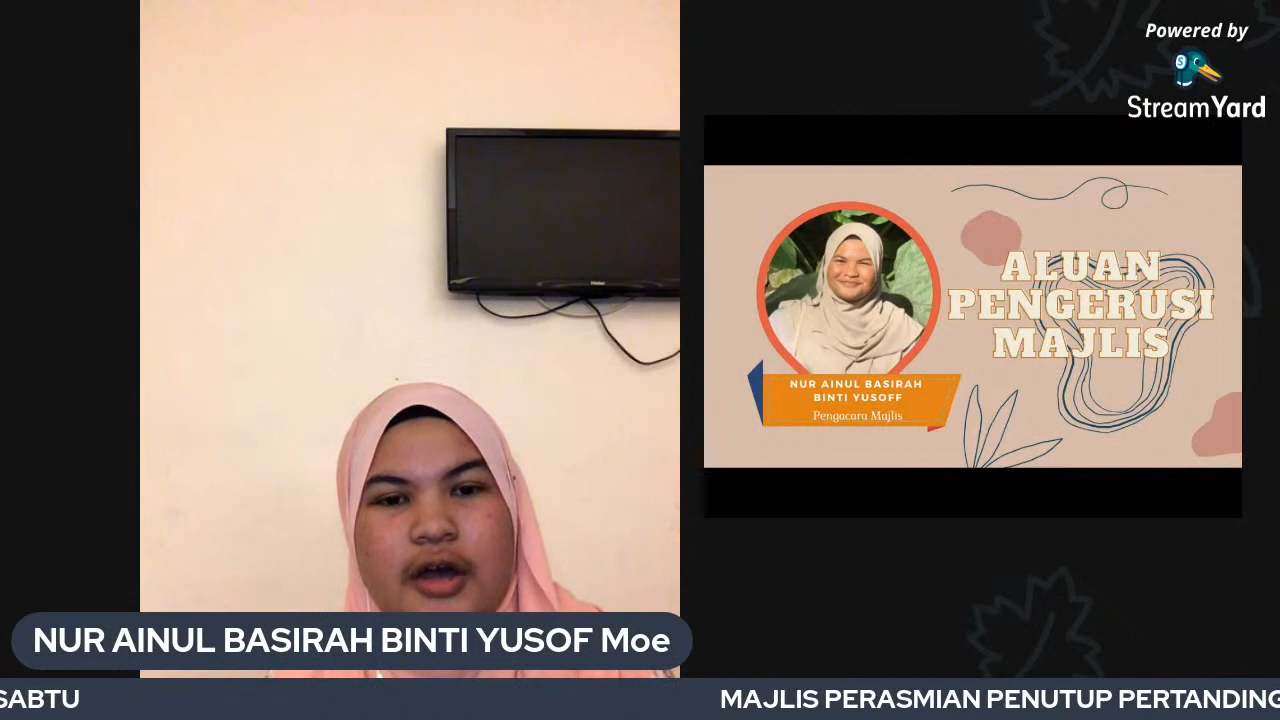 Powered by
StreamYard
ALUAN
PENGERUSI
MAJLIS
NUR AINUL BASIRAH
BINTI YUSOFF
Pengacara Majlis
NUR AINUL BASIRAH BINTI YUSOF Moe
SABTU
MAJLIS PERASMIAN PENUTUP PERTANDING